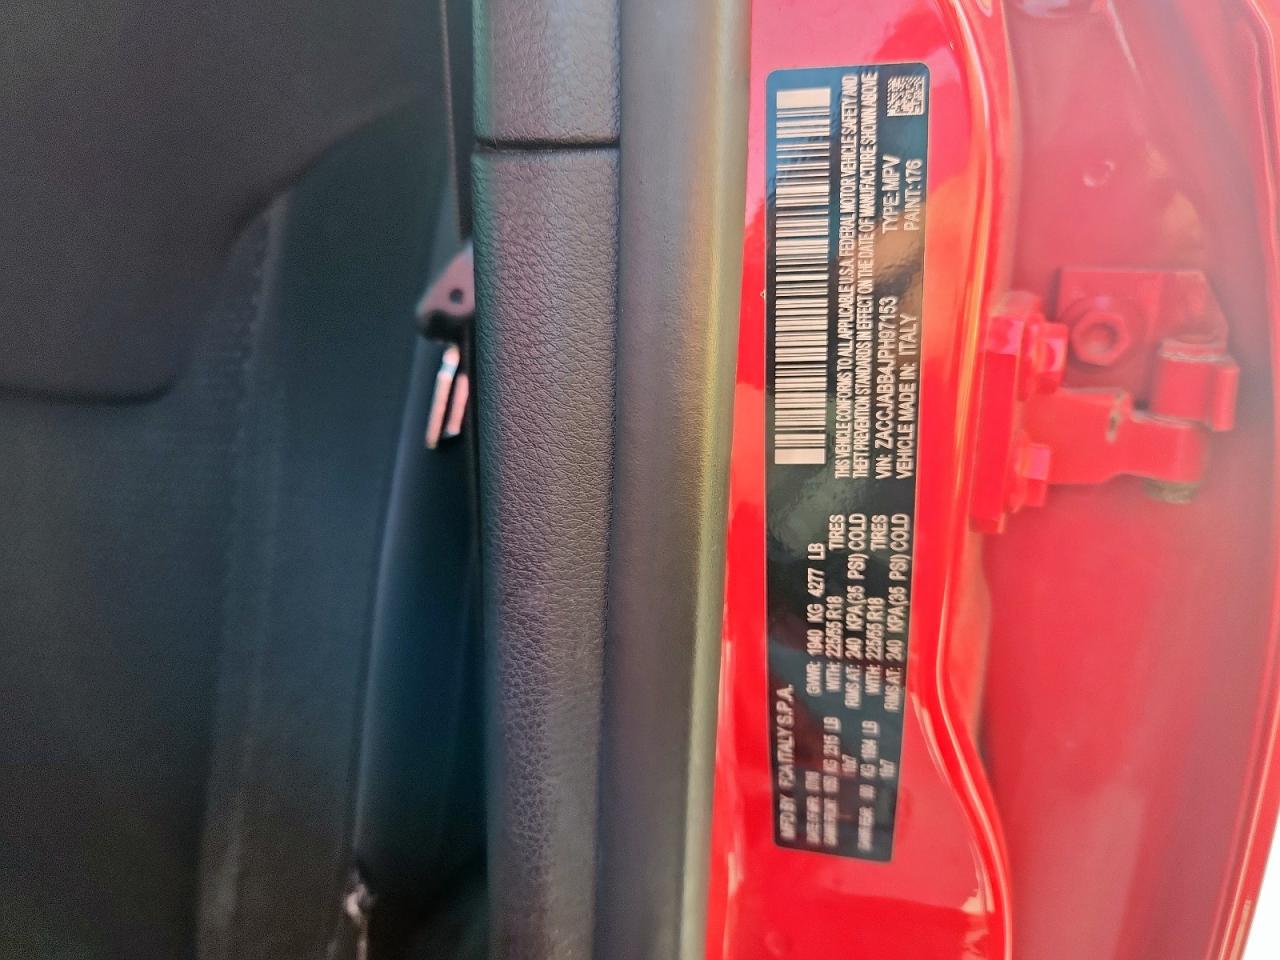 MFD BY FCA ITALY S.P.A.
GVWR: 1940 KG 4277 LB
WITH: 225/55 R18 TIRES
RIMS AT: 240 KPA(35 PSI) COLD
WITH: 225/55 R18 TIRES
RIMS AT: 240 KPA(35 PSI) COLD
THIS VEHICLE CONFORMS TO ALL APPLICABLE U.S.A. FEDERAL MOTOR VEHICLE SAFETY AND
THEFT PREVENTION STANDARDS IN EFFECT ON THE DATE OF MANUFACTURE SHOWN ABOVE
VIN: ZACCJABB4JPH97153 TYPE: MPV
VEHICLE MADE IN: ITALY PAINT: 176